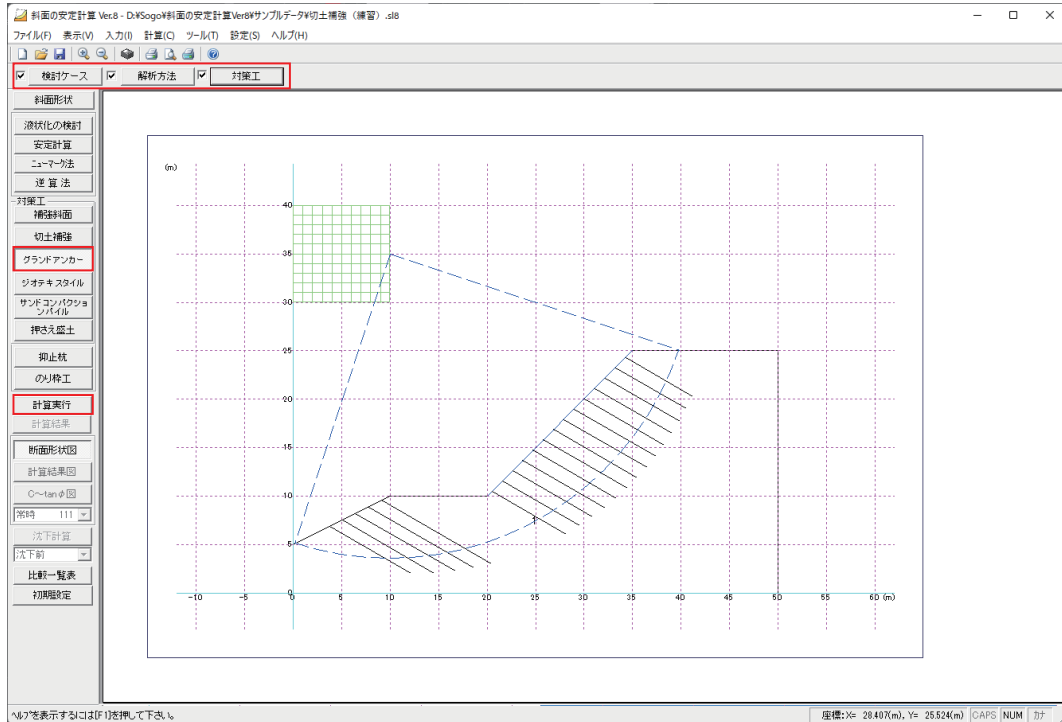 斜面の安定計算 Ver.8 - D:¥Sogo¥斜面の安定計算Ver8¥サンプルデータ¥切土補強（練習）.sl8
ファイル(F) 表示(V) 入力(I) 計算(C) ツール(T) 設定(S) ヘルプ(H)
検討ケース 解析方法 対策工
斜面形状
液状化の検討
安定計算
ニューマーク法
逆算法
対策工
補強斜面
切土補強
グランドアンカー
ジオテキスタイル
サンドコンパクショ
ンパイル
押さえ盛土
抑止杭
のり枠工
計算実行
計算結果
断面形状図
計算結果図
C～tanφ図
常時 111
沈下計算
沈下前
比較一覧表
初期設定
(m)
40
35
30
25
20
15
10
5
0
1
-10 -5 0 5 10 15 20 25 30 35 40 45 50 55 60 (m)
ヘルプを表示するには[F1]を押して下さい。
座標:X= 28.407(m), Y= 25.524(m) CAPS NUM カナ